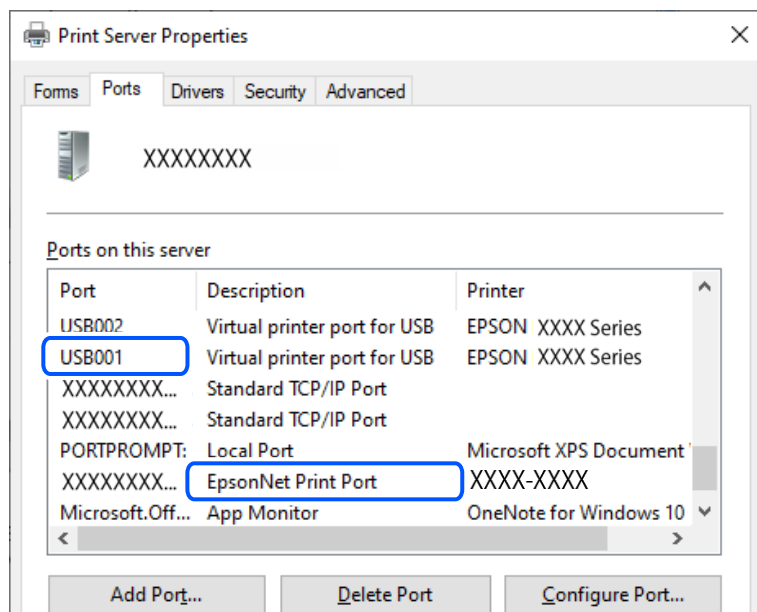 Print Server Properties
Forms Ports Drivers Security Advanced
XXXXXXXX
Ports on this server
Port Description Printer
USB002 Virtual printer port for USB EPSON XXXX Series
USB001 Virtual printer port for USB EPSON XXXX Series
XXXXXXXX... Standard TCP/IP Port
XXXXXXXX... Standard TCP/IP Port
PORTPROMPT: Local Port Microsoft XPS Document
XXXXXXXX... EpsonNet Print Port XXXX-XXXX
Microsoft.Off... App Monitor OneNote for Windows 10
Add Port... Delete Port Configure Port...